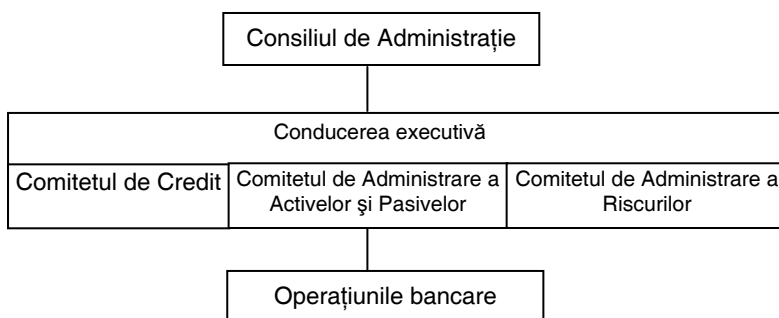 Consiliul de Administrație
Conducerea executivă
Comitetul de Credit
Comitetul de Administrare a
Activelor şi Pasivelor
Comitetul de Administrare a
Riscurilor
Operațiunile bancare